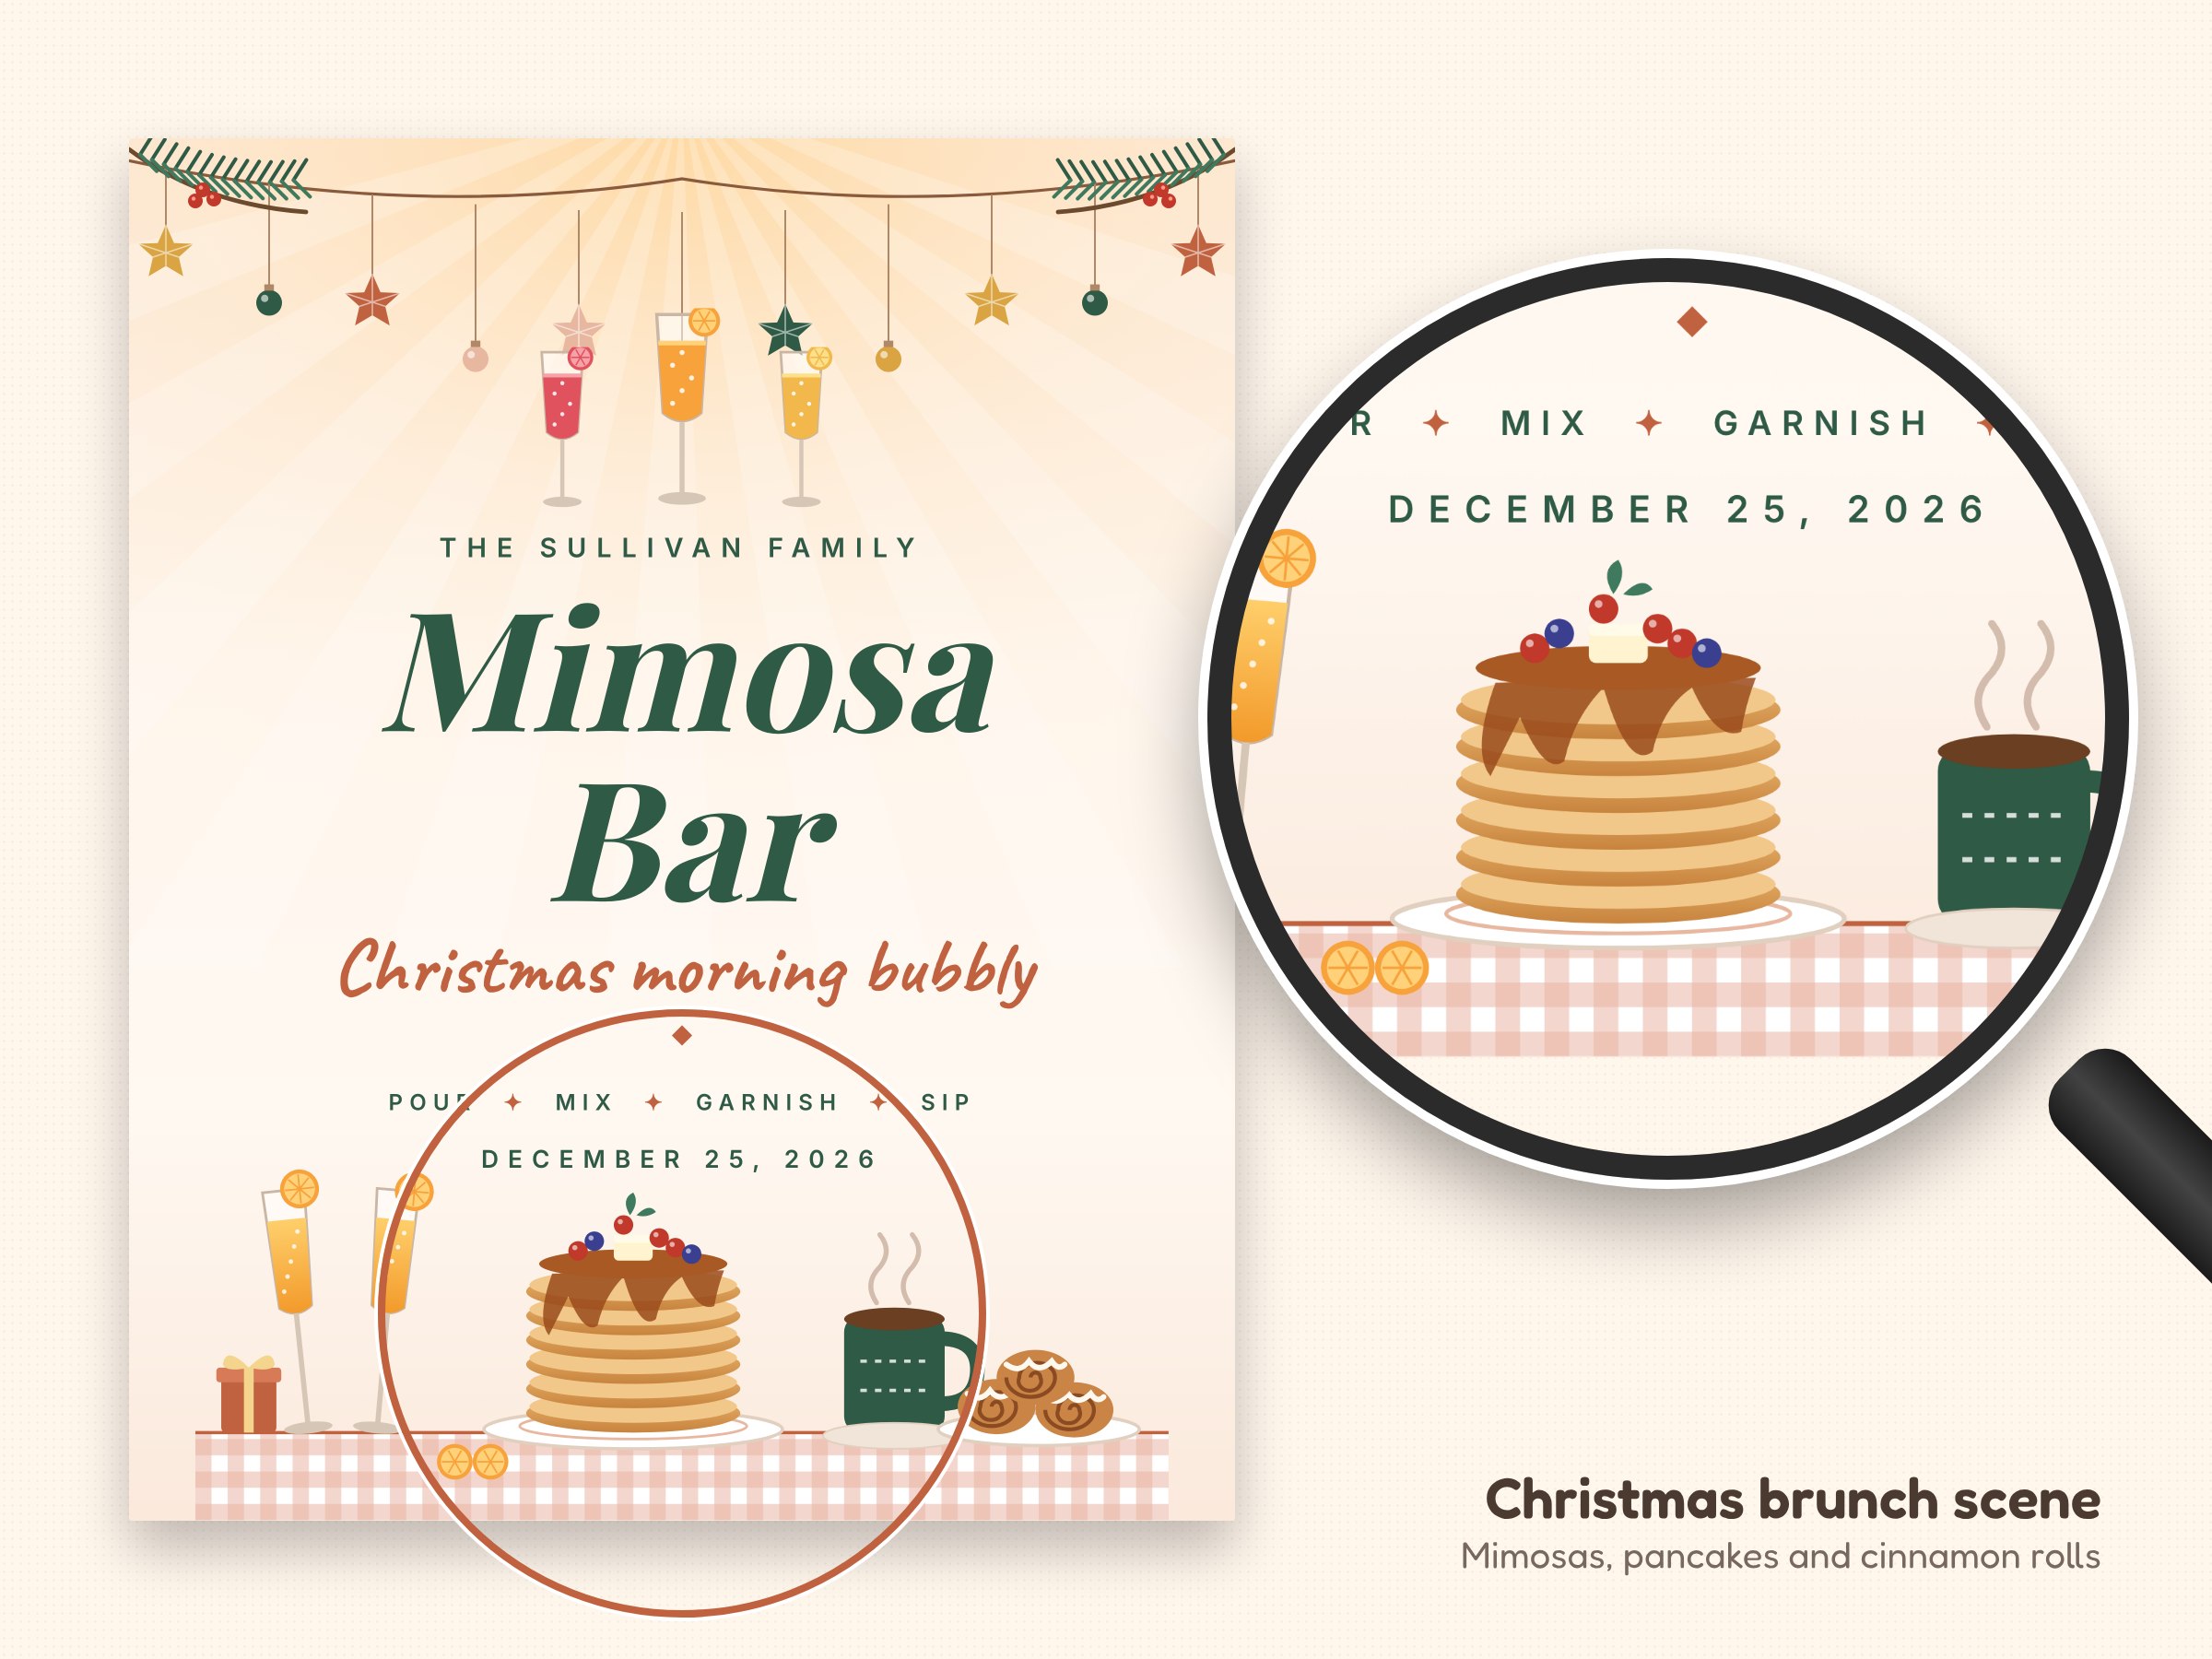 THE SULLIVAN FAMILY
Mimosa
Bar
Christmas morning bubbly
POUR ✦ MIX ✦ GARNISH ✦ SIP
DECEMBER 25, 2026
R ✦ MIX ✦ GARNISH ✦
DECEMBER 25, 2026
Christmas brunch scene
Mimosas, pancakes and cinnamon rolls